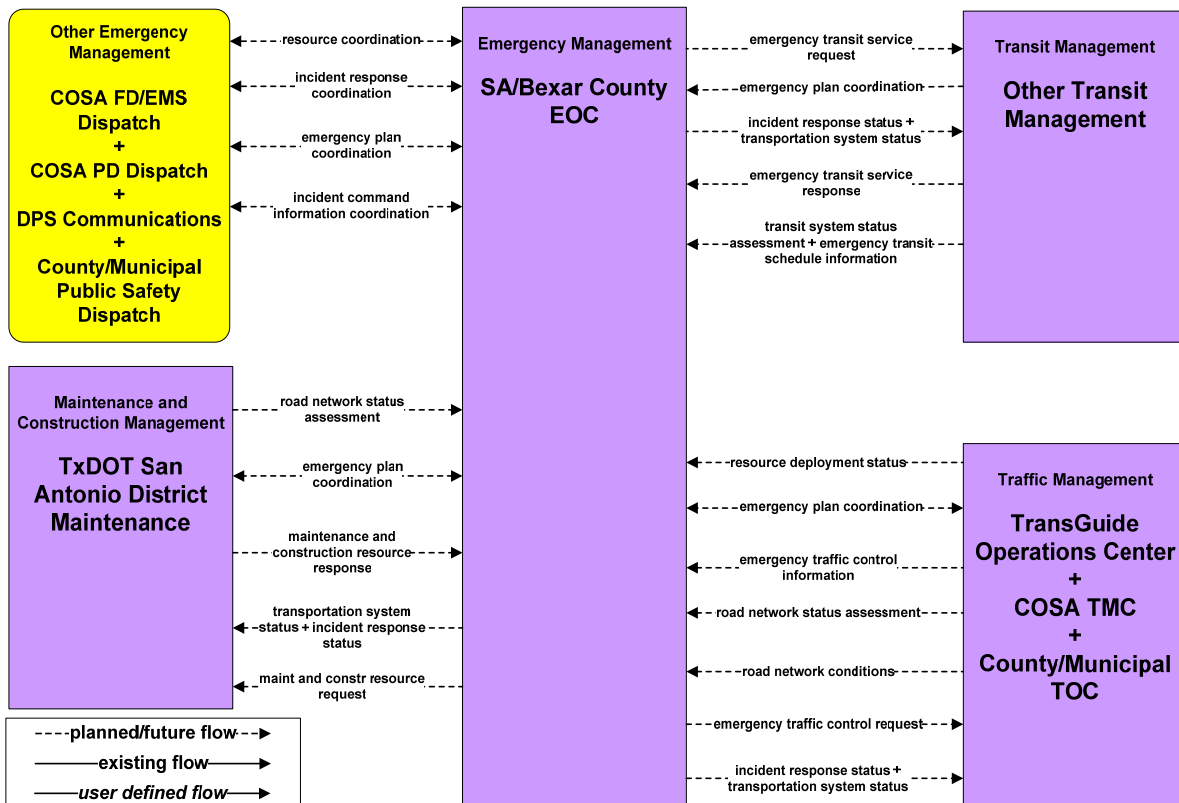 Other Emergency
Management
COSA FD/EMS
Dispatch
+
COSA PD Dispatch
+
DPS Communications
+
County/Municipal
Public Safety
Dispatch
resource coordination
incident response
coordination
emergency plan
coordination
incident command
information coordination
Emergency Management
SA/Bexar County
EOC
emergency transit service
request
emergency plan coordination
incident response status +
transportation system status
emergency transit service
response
transit system status
assessment + emergency transit
schedule information
Transit Management
Other Transit
Management
Maintenance and
Construction Management
TxDOT San
Antonio District
Maintenance
road network status
assessment
emergency plan
coordination
maintenance and
construction resource
response
transportation system
status + incident response
status
maint and constr resource
request
resource deployment status
emergency plan coordination
emergency traffic control
information
road network status assessment
road network conditions
emergency traffic control request
incident response status +
transportation system status
Traffic Management
TransGuide
Operations Center
+
COSA TMC
+
County/Municipal
TOC
planned/future flow
existing flow
user defined flow